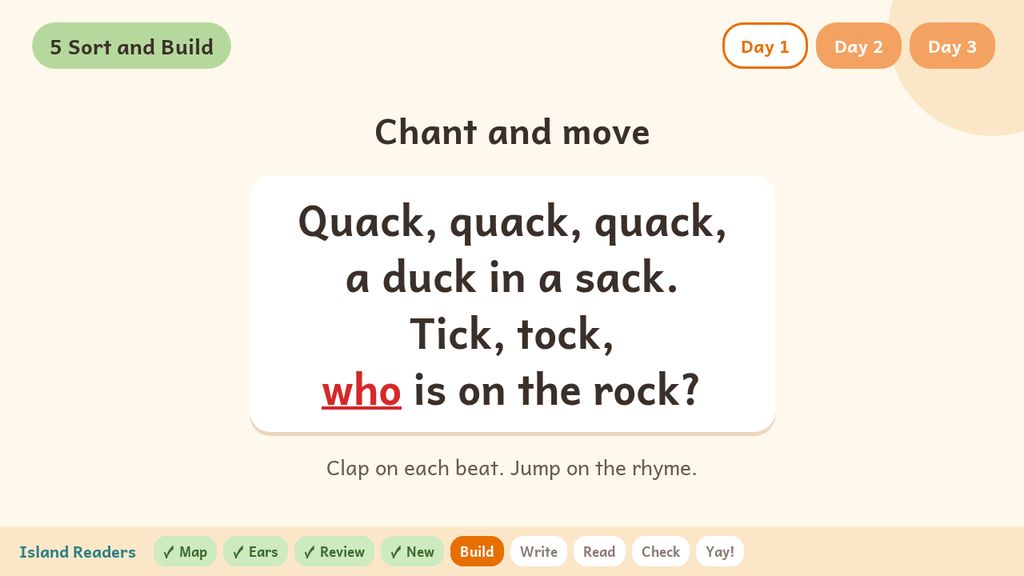 5 Sort and Build
Day 1 Day 2 Day 3
Chant and move
Quack, quack, quack,
a duck in a sack.
Tick, tock,
who is on the rock?
Clap on each beat. Jump on the rhyme.
Island Readers ✓ Map ✓ Ears ✓ Review ✓ New Build Write Read Check Yay!